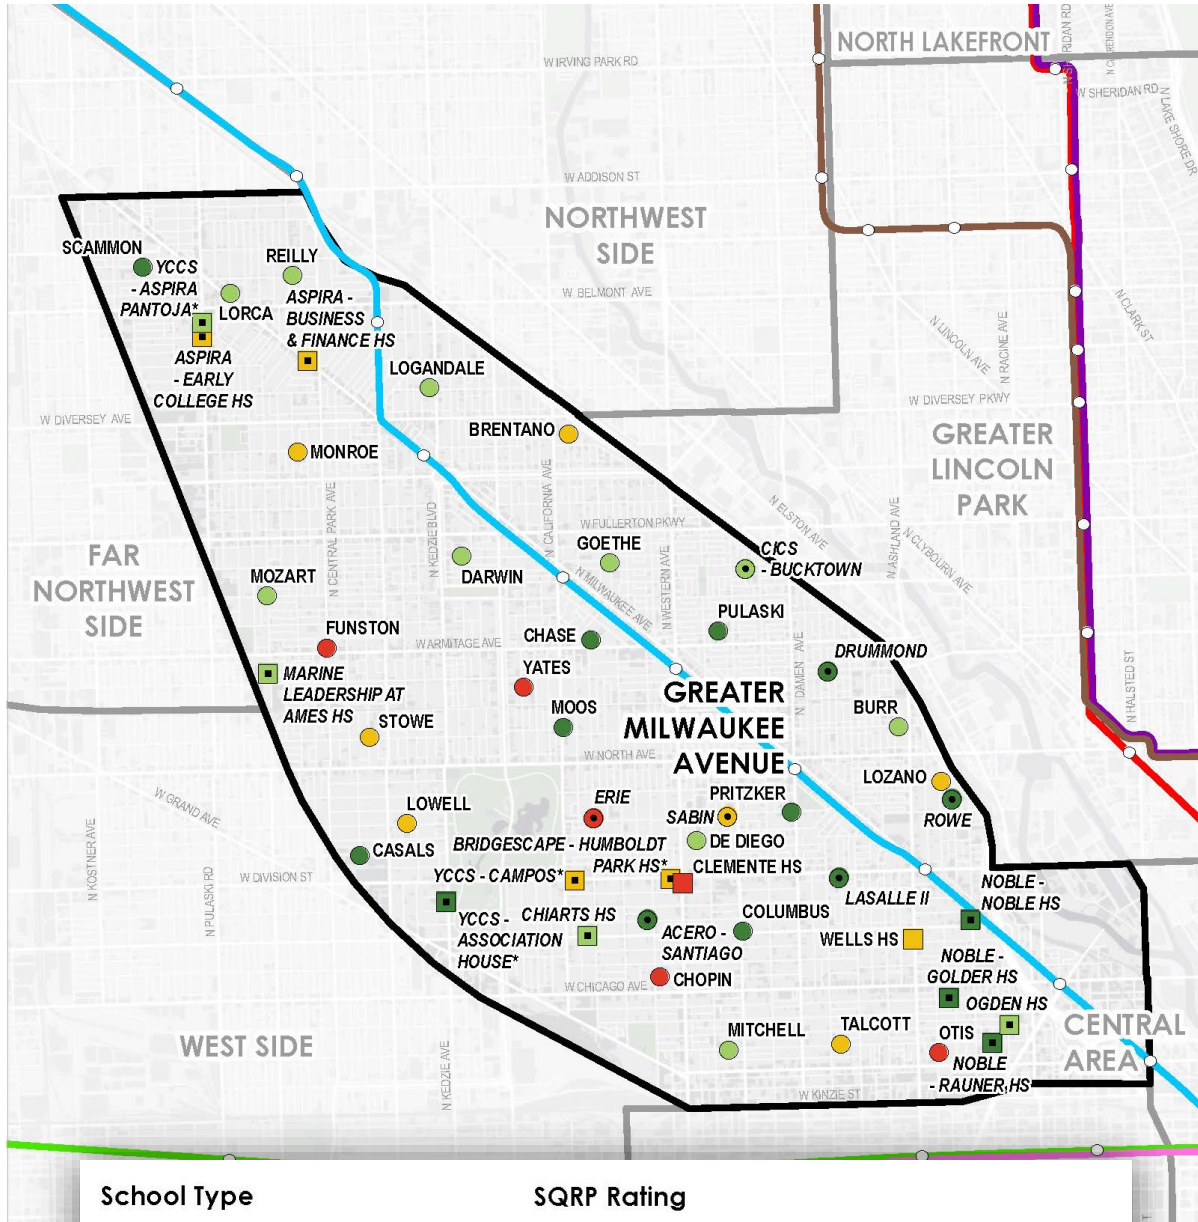 NORTH LAKEFRONT
N SHERIDAN RD
N CLARENDON AVE
W IRVING PARK RD
W SHERIDAN RD
N LAKE SHORE DR
W ADDISON ST
NORTHWEST
SIDE
SCAMMON
REILLY
YCCS
- ASPIRA
PANTOJA*
LORCA
ASPIRA -
BUSINESS
& FINANCE HS
W BELMONT AVE
N CLARK ST
N LINCOLN AVE
N RACINE AVE
ASPIRA
- EARLY
COLLEGE HS
LOGANDALE
W DIVERSEY AVE
W DIVERSEY PKWY
BRENTANO
MONROE
GREATER
LINCOLN
PARK
N CENTRAL PARK AVE
N KEDZIE BLVD
N CALIFORNIA AVE
W FULLERTON PKWY
N ELSTON AVE
N ASHLAND AVE
N CLYBOURN AVE
GOETHE
CICS
- BUCKTOWN
FAR
NORTHWEST
SIDE
DARWIN
MOZART
N MILWAUKEE AVE
N WESTERN AVE
PULASKI
FUNSTON
W ARMITAGE AVE
CHASE
DRUMMOND
N DAMEN AVE
N HALSTED ST
YATES
MARINE
LEADERSHIP AT
AMES HS
GREATER
MILWAUKEE
AVENUE
MOOS
BURR
STOWE
W NORTH AVE
LOZANO
W GRAND AVE
PRITZKER
ERIE
SABIN
ROWE
LOWELL
N KOSTNER AVE
BRIDGESCAPE - HUMBOLDT
PARK HS*
DE DIEGO
CASALS
CLEMENTE HS
YCCS - CAMPOS*
W DIVISION ST
N PULASKI RD
LASALLE II
NOBLE -
NOBLE HS
YCCS -
ASSOCIATION
HOUSE*
CHIARTS HS
COLUMBUS
ACERO -
SANTIAGO
WELLS HS
NOBLE -
GOLDER HS
CHOPIN
W CHICAGO AVE
OGDEN HS
WEST SIDE
N KEDZIE AVE
MITCHELL
TALCOTT
OTIS
CENTRAL
AREA
NOBLE
- RAUNER HS
W KINZIE ST
School Type
SQRP Rating